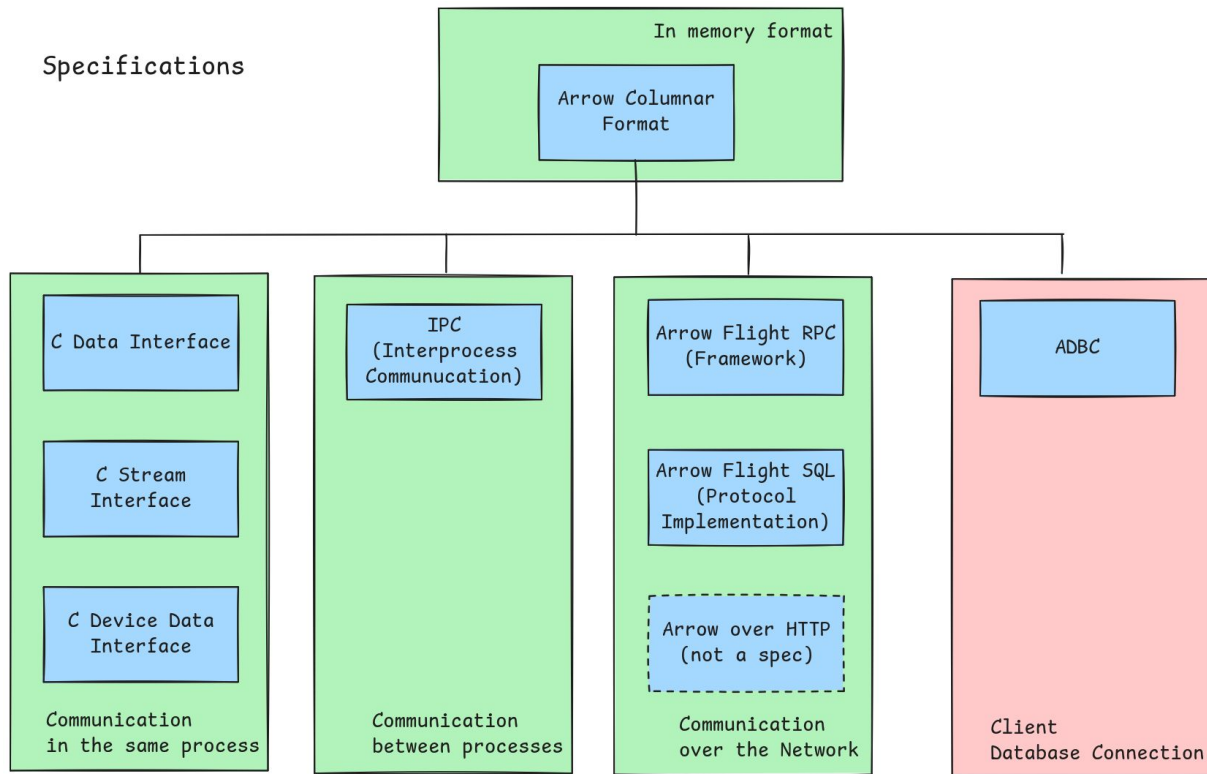 Specifications
In memory format
Arrow Columnar
Format
C Data Interface
C Stream
Interface
C Device Data
Interface
Communication
in the same process
IPC
(Interprocess
Communucation)
Communication
between processes
Arrow Flight RPC
(Framework)
Arrow Flight SQL
(Protocol
Implementation)
Arrow over HTTP
(not a spec)
Communication
over the Network
ADBC
Client
Database Connection